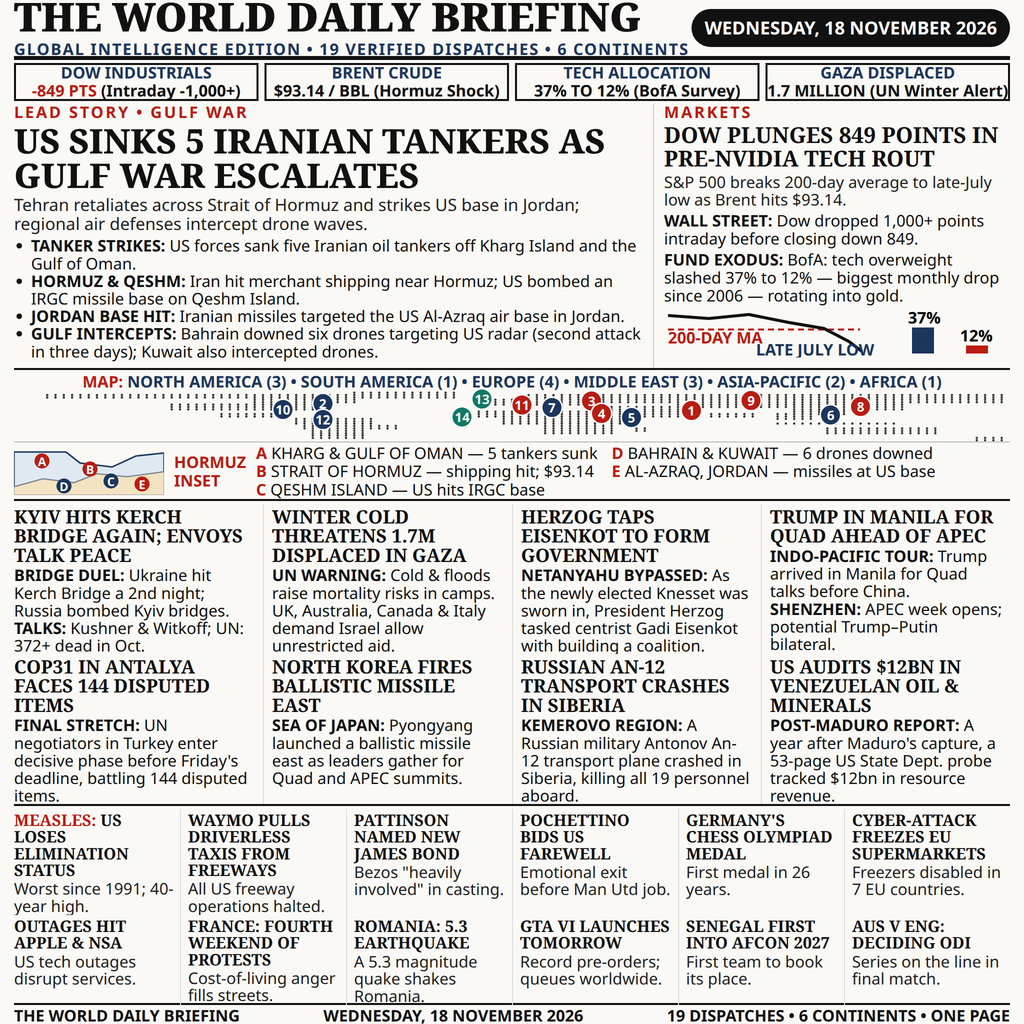 THE WORLD DAILY BRIEFING
WEDNESDAY, 18 NOVEMBER 2026
GLOBAL INTELLIGENCE EDITION • 19 VERIFIED DISPATCHES • 6 CONTINENTS
DOW INDUSTRIALS
-849 PTS (Intraday -1,000+)
BRENT CRUDE
$93.14 / BBL (Hormuz Shock)
TECH ALLOCATION
37% TO 12% (BofA Survey)
GAZA DISPLACED
1.7 MILLION (UN Winter Alert)
LEAD STORY • GULF WAR
US SINKS 5 IRANIAN TANKERS AS
GULF WAR ESCALATES
Tehran retaliates across Strait of Hormuz and strikes US base in Jordan;
regional air defenses intercept drone waves.
• TANKER STRIKES: US forces sank five Iranian oil tankers off Kharg Island and the
Gulf of Oman.
• HORMUZ & QESHM: Iran hit merchant shipping near Hormuz; US bombed an
IRGC missile base on Qeshm Island.
• JORDAN BASE HIT: Iranian missiles targeted the US Al-Azraq air base in Jordan.
• GULF INTERCEPTS: Bahrain downed six drones targeting US radar (second attack
in three days); Kuwait also intercepted drones.
MARKETS
DOW PLUNGES 849 POINTS IN
PRE-NVIDIA TECH ROUT
S&P 500 breaks 200-day average to late-July
low as Brent hits $93.14.
WALL STREET: Dow dropped 1,000+ points
intraday before closing down 849.
FUND EXODUS: BofA: tech overweight
slashed 37% to 12% — biggest monthly drop
since 2006 — rotating into gold.
200-DAY MA
LATE JULY LOW
37%
12%
MAP: NORTH AMERICA (3) • SOUTH AMERICA (1) • EUROPE (4) • MIDDLE EAST (3) • ASIA-PACIFIC (2) • AFRICA (1)
10
2
12
13
14
11
7
3
4
5
1
9
6
8
A
B
C
D
E
HORMUZ
INSET
A KHARG & GULF OF OMAN — 5 tankers sunk
B STRAIT OF HORMUZ — shipping hit; $93.14
C QESHM ISLAND — US hits IRGC base
D BAHRAIN & KUWAIT — 6 drones downed
E AL-AZRAQ, JORDAN — missiles at US base
KYIV HITS KERCH
BRIDGE AGAIN; ENVOYS
TALK PEACE
BRIDGE DUEL: Ukraine hit
Kerch Bridge a 2nd night;
Russia bombed Kyiv bridges.
TALKS: Kushner & Witkoff; UN:
372+ dead in Oct.
WINTER COLD
THREATENS 1.7M
DISPLACED IN GAZA
UN WARNING: Cold & floods
raise mortality risks in camps.
UK, Australia, Canada & Italy
demand Israel allow
unrestricted aid.
HERZOG TAPS
EISENKOT TO FORM
GOVERNMENT
NETANYAHU BYPASSED: As
the newly elected Knesset was
sworn in, President Herzog
tasked centrist Gadi Eisenkot
with building a coalition.
TRUMP IN MANILA FOR
QUAD AHEAD OF APEC
INDO-PACIFIC TOUR: Trump
arrived in Manila for Quad
talks before China.
SHENZHEN: APEC week opens;
potential Trump–Putin
bilateral.
COP31 IN ANTALYA
FACES 144 DISPUTED
ITEMS
FINAL STRETCH: UN
negotiators in Turkey enter
decisive phase before Friday's
deadline, battling 144 disputed
items.
NORTH KOREA FIRES
BALLISTIC MISSILE
EAST
SEA OF JAPAN: Pyongyang
launched a ballistic missile
east as leaders gather for
Quad and APEC summits.
RUSSIAN AN-12
TRANSPORT CRASHES
IN SIBERIA
KEMEROVO REGION: A
Russian military Antonov An-
12 transport plane crashed in
Siberia, killing all 19 personnel
aboard.
US AUDITS $12BN IN
VENEZUELAN OIL &
MINERALS
POST-MADURO REPORT: A
year after Maduro's capture, a
53-page US State Dept. probe
tracked $12bn in resource
revenue.
MEASLES: US
LOSES
ELIMINATION
STATUS
Worst since 1991; 40-
year high.
WAYMO PULLS
DRIVERLESS
TAXIS FROM
FREEWAYS
All US freeway
operations halted.
PATTINSON
NAMED NEW
JAMES BOND
Bezos "heavily
involved" in casting.
POCHETTINO
BIDS US
FAREWELL
Emotional exit
before Man Utd job.
GERMANY'S
CHESS OLYMPIAD
MEDAL
First medal in 26
years.
CYBER-ATTACK
FREEZES EU
SUPERMARKETS
Freezers disabled in
7 EU countries.
OUTAGES HIT
APPLE & NSA
US tech outages
disrupt services.
FRANCE: FOURTH
WEEKEND OF
PROTESTS
Cost-of-living anger
fills streets.
ROMANIA: 5.3
EARTHQUAKE
A 5.3 magnitude
quake shakes
Romania.
GTA VI LAUNCHES
TOMORROW
Record pre-orders;
queues worldwide.
SENEGAL FIRST
INTO AFCON 2027
First team to book
its place.
AUS V ENG:
DECIDING ODI
Series on the line in
final match.
THE WORLD DAILY BRIEFING
WEDNESDAY, 18 NOVEMBER 2026
19 DISPATCHES • 6 CONTINENTS • ONE PAGE